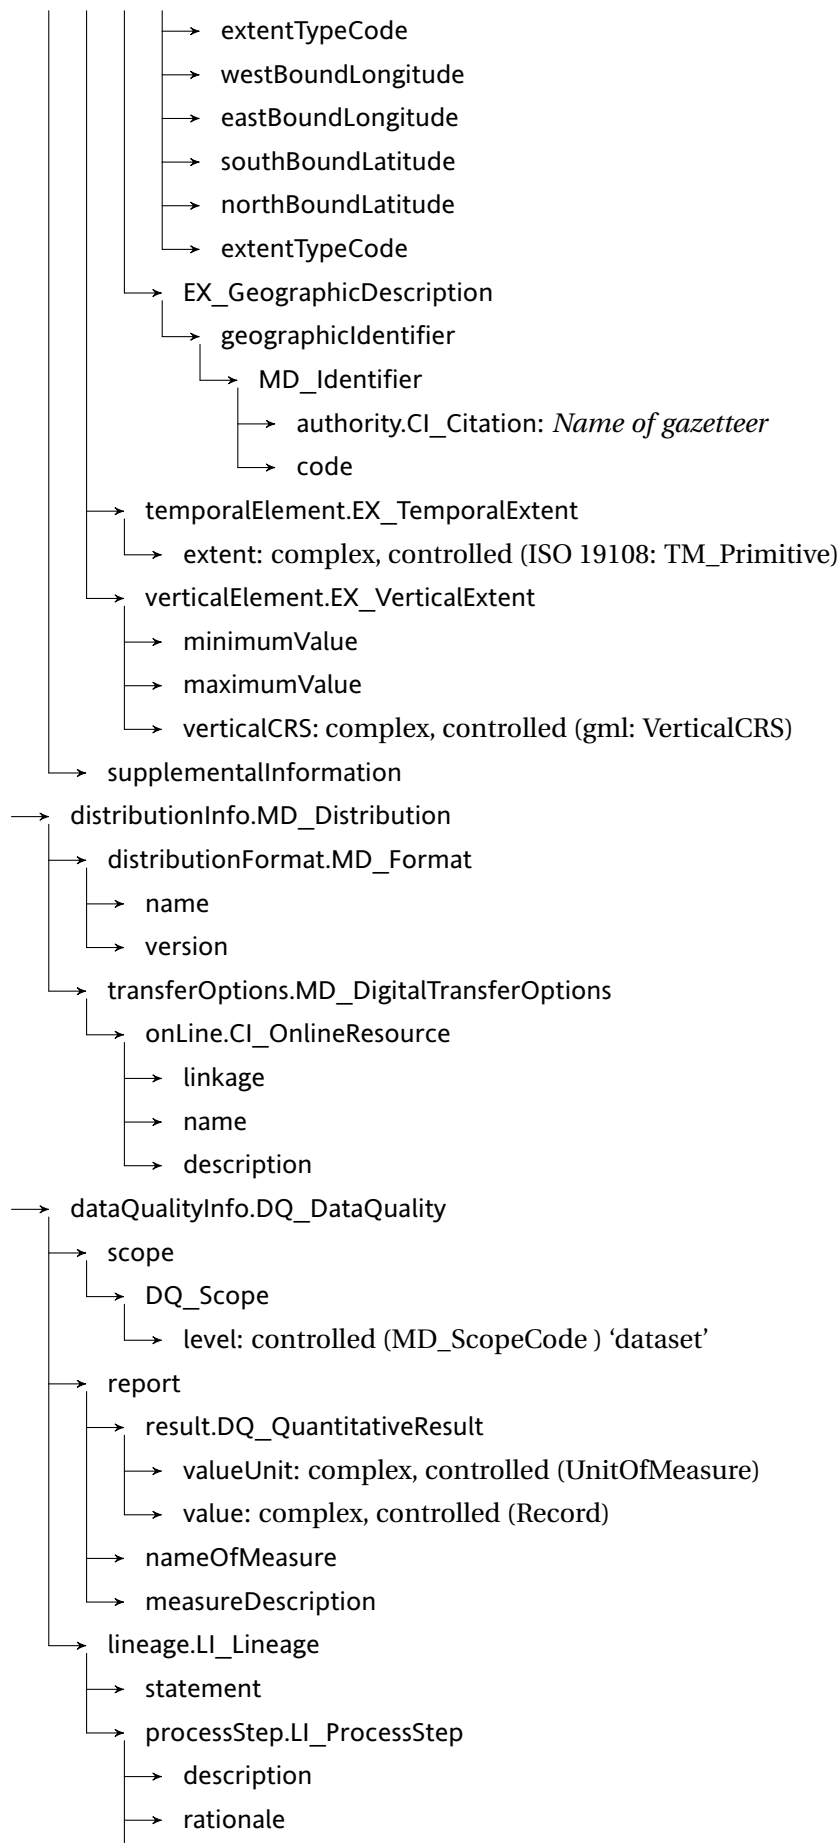 extentTypeCode
westBoundLongitude
eastBoundLongitude
southBoundLatitude
northBoundLatitude
extentTypeCode
EX_GeographicDescription
geographicIdentifier
MD_Identifier
authority.CI_Citation: Name of gazetteer
code
temporalElement.EX_TemporalExtent
extent: complex, controlled (ISO 19108: TM_Primitive)
verticalElement.EX_VerticalExtent
minimumValue
maximumValue
verticalCRS: complex, controlled (gml: VerticalCRS)
supplementalInformation
distributionInfo.MD_Distribution
distributionFormat.MD_Format
name
version
transferOptions.MD_DigitalTransferOptions
onLine.CI_OnlineResource
linkage
name
description
dataQualityInfo.DQ_DataQuality
scope
DQ_Scope
level: controlled (MD_ScopeCode ) ‘dataset’
report
result.DQ_QuantitativeResult
valueUnit: complex, controlled (UnitOfMeasure)
value: complex, controlled (Record)
nameOfMeasure
measureDescription
lineage.LI_Lineage
statement
processStep.LI_ProcessStep
description
rationale